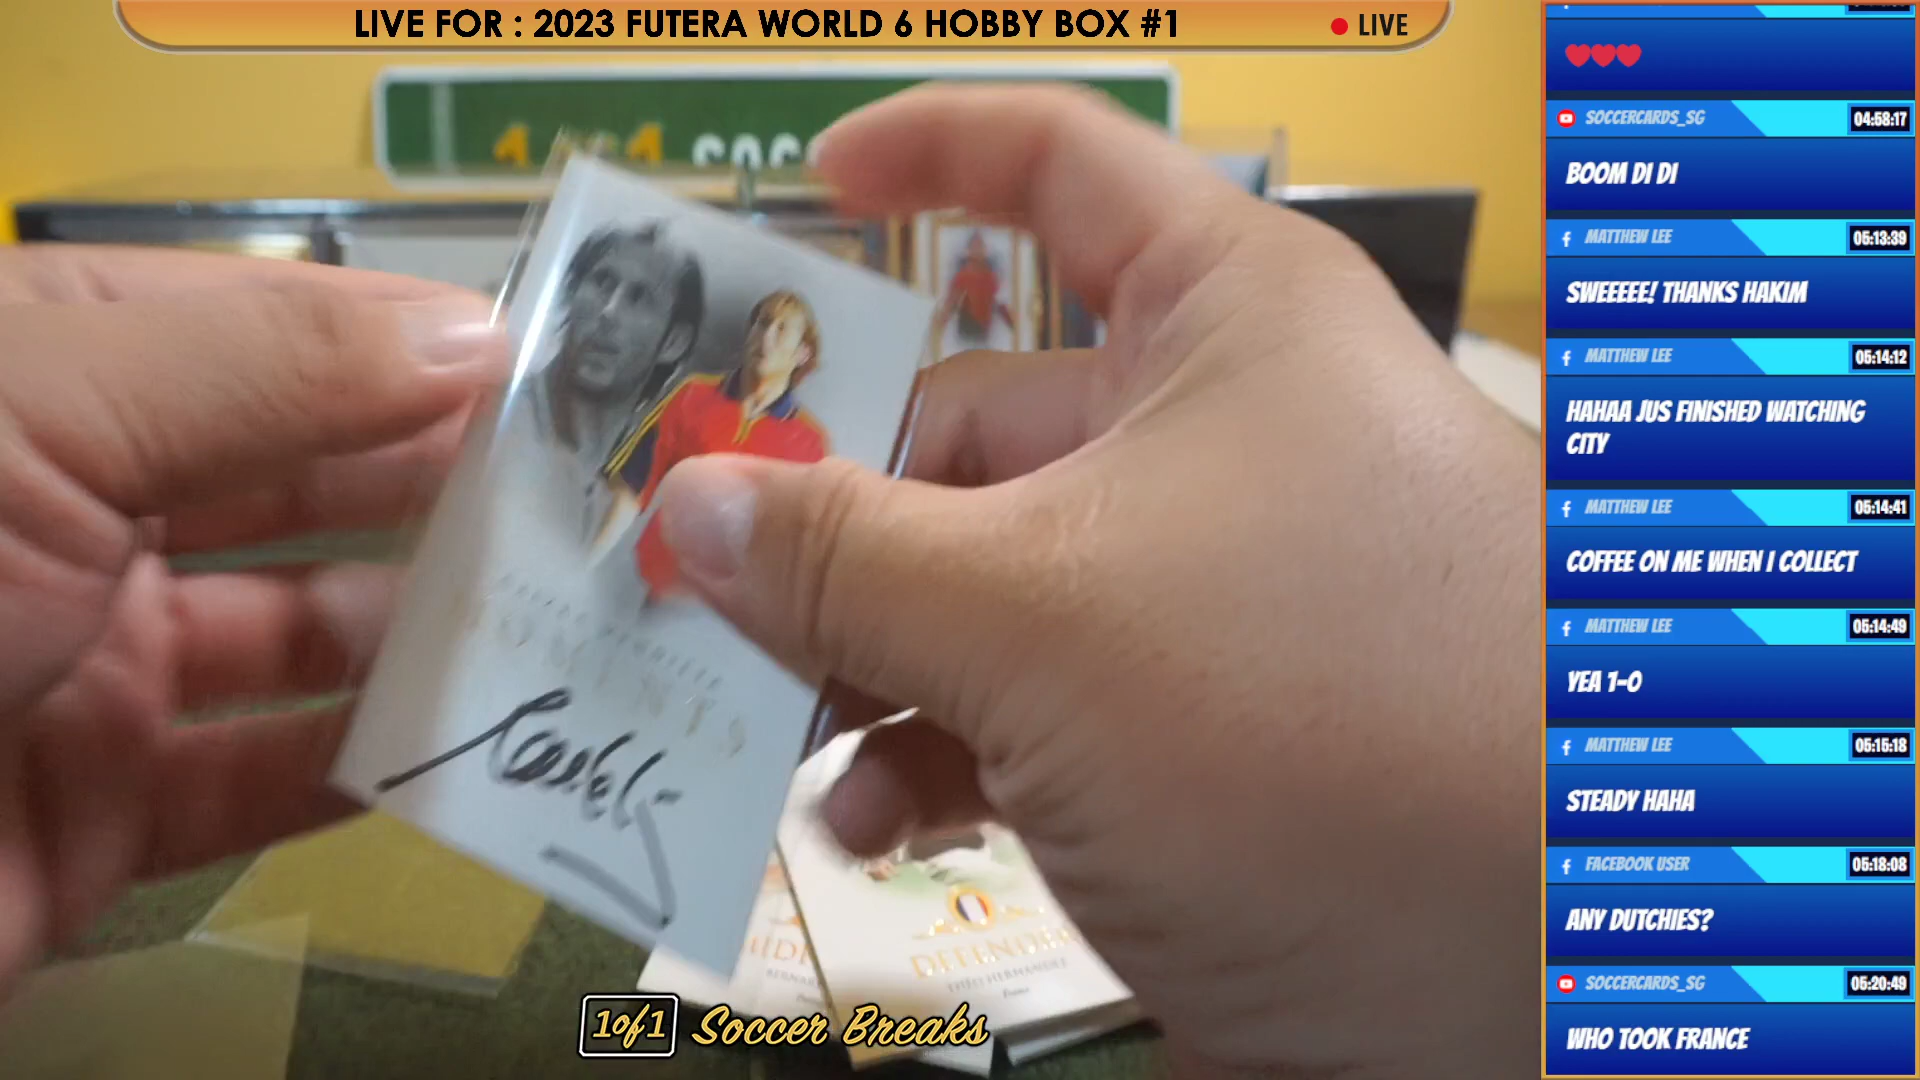 LIVE FOR : 2023 FUTERA WORLD 6 HOBBY BOX #1
LIVE
SOCCERCARDS_SG
04:58:17
BOOM DI DI
MATTHEW LEE
05:13:39
SWEEEEE! THANKS HAKIM
MATTHEW LEE
05:14:12
HAHAA JUS FINISHED WATCHING
CITY
MATTHEW LEE
05:14:41
COFFEE ON ME WHEN I COLLECT
MATTHEW LEE
05:14:49
YEA 1-0
MATTHEW LEE
05:15:18
STEADY HAHA
FACEBOOK USER
05:18:08
ANY DUTCHIES?
SOCCERCARDS_SG
05:20:49
WHO TOOK FRANCE
DEFENDER
THEO HERNANDEZ
France
1of1 Soccer Breaks